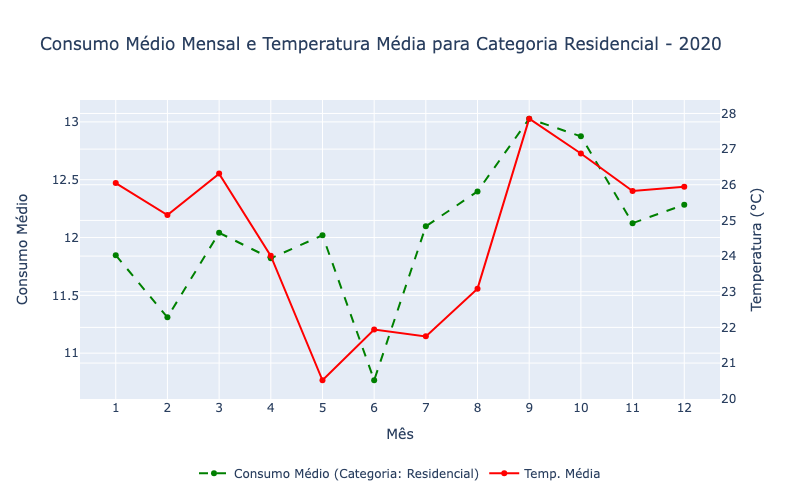 Consumo Médio Mensal e Temperatura Média para Categoria Residencial - 2020
Consumo Médio
13
12.5
12
11.5
11
28
27
26
25
24
23
22
21
20
Temperatura (°C)
1 2 3 4 5 6 7 8 9 10 11 12
Mês
Consumo Médio (Categoria: Residencial) Temp. Média